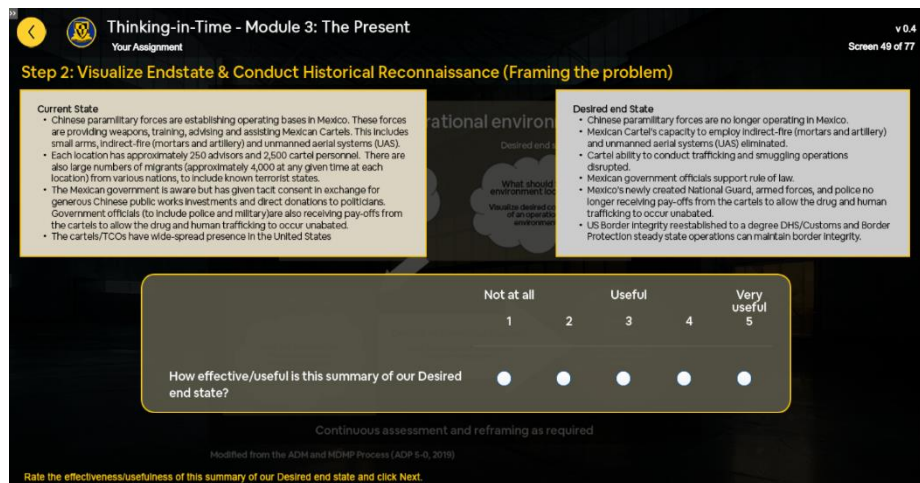 »
Thinking-in-Time - Module 3: The Present
Your Assignment
v 0.4
Screen 49 of 77
Step 2: Visualize Endstate & Conduct Historical Reconnaissance (Framing the problem)
Current State
• Chinese paramilitary forces are establishing operating bases in Mexico. These forces
are providing weapons, training, advising and assisting Mexican Cartels. This includes
small arms, indirect-fire (mortars and artillery) and unmanned aerial systems (UAS).
• Each location has approximately 250 advisors and 2,500 cartel personnel. There are
also large numbers of migrants (approximately 4,000 at any given time at each
location) from various nations, to include known terrorist states.
• The Mexican government is aware but has given tacit consent in exchange for
generous Chinese public works investments and direct donations to politicians.
Government officials (to include police and military)are also receiving pay-offs from
the cartels to allow the drug and human trafficking to occur unabated.
• The cartels/TCOs have wide-spread presence in the United States
ational environ
Desired end s
What should
environment loo
Visualize desired co
of an operatio
environmen
Desired end State
• Chinese paramilitary forces are no longer operating in Mexico.
• Mexican Cartel's capacity to employ indirect-fire (mortars and artillery)
and unmanned aerial systems (UAS) eliminated.
• Cartel ability to conduct trafficking and smuggling operations
disrupted.
• Mexican government officials support rule of law.
• Mexico's newly created National Guard, armed forces, and police no
longer receiving pay-offs from the cartels to allow the drug and human
trafficking to occur unabated.
• US Border integrity reestablished to a degree DHS/Customs and Border
Protection steady state operations can maintain border integrity.
Not at all Useful Very
useful
1 2 3 4 5
How effective/useful is this summary of our Desired
end state?
Continuous assessment and reframing as required
Modified from the ADM and MDMP Process (ADP 5-0, 2019)
Rate the effectiveness/usefulness of this summary of our Desired end state and click Next.